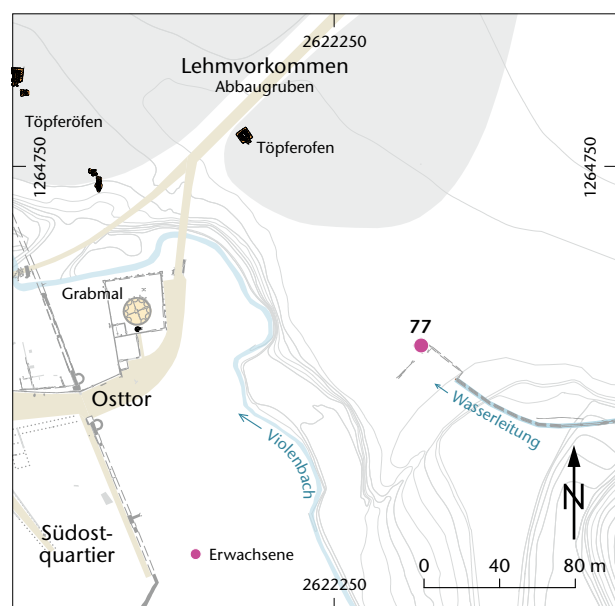 2622250
Lehmvorkommen
Abbaugruben
Töpferöfen
Töpferofen
1264750
1264750
Grabmal
77
Osttor
Wasserleitung
Violenbach
N
Südost-
quartier
Erwachsene
0 40 80 m
2622250